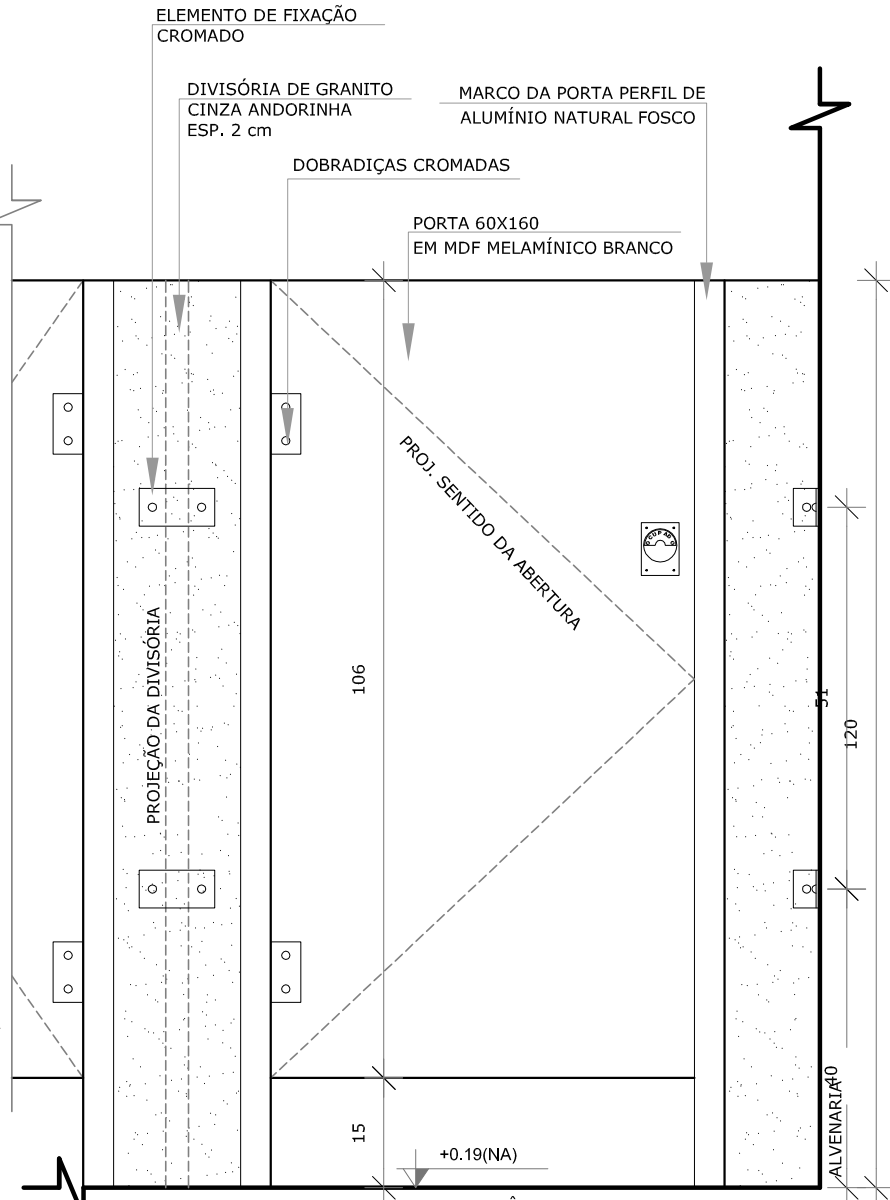 ELEMENTO DE FIXAÇÃO
CROMADO
DIVISÓRIA DE GRANITO
CINZA ANDORINHA
ESP. 2 cm
MARCO DA PORTA PERFIL DE
ALUMÍNIO NATURAL FOSCO
DOBRADIÇAS CROMADAS
PORTA 60X160
EM MDF MELAMÍNICO BRANCO
PROJ. SENTIDO DA ABERTURA
OCUPADO
PROJEÇÃO DA DIVISÓRIA
106
51
120
40
ALVENARIA
15
+0.19(NA)